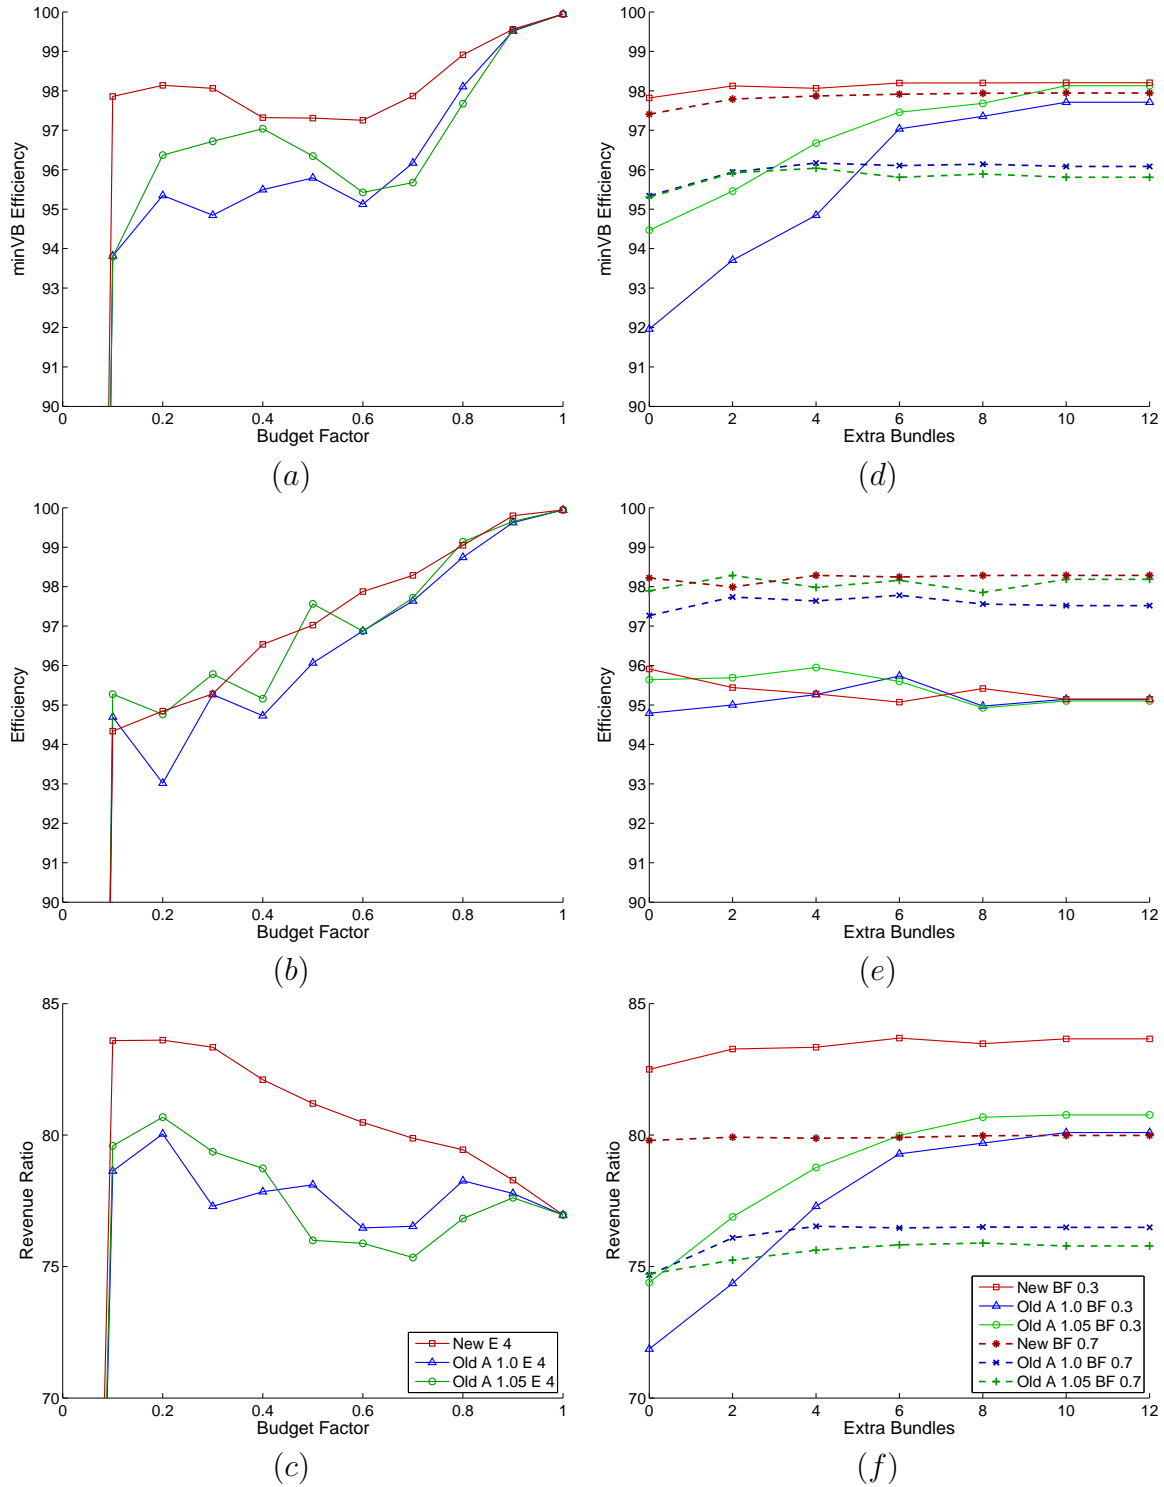 100
99
98
97
96
95
94
93
92
91
90
minVB Efficiency
0 0.2 0.4 0.6 0.8 1
Budget Factor
(a)
100
99
98
97
96
95
94
93
92
91
90
minVB Efficiency
0 2 4 6 8 10 12
Extra Bundles
(d)
100
99
98
97
96
95
94
93
92
91
90
Efficiency
0 0.2 0.4 0.6 0.8 1
Budget Factor
(b)
100
99
98
97
96
95
94
93
92
91
90
Efficiency
0 2 4 6 8 10 12
Extra Bundles
(e)
85
80
75
70
Revenue Ratio
New E 4
Old A 1.0 E 4
Old A 1.05 E 4
0 0.2 0.4 0.6 0.8 1
Budget Factor
(c)
85
80
75
70
Revenue Ratio
New BF 0.3
Old A 1.0 BF 0.3
Old A 1.05 BF 0.3
New BF 0.7
Old A 1.0 BF 0.7
Old A 1.05 BF 0.7
0 2 4 6 8 10 12
Extra Bundles
(f)